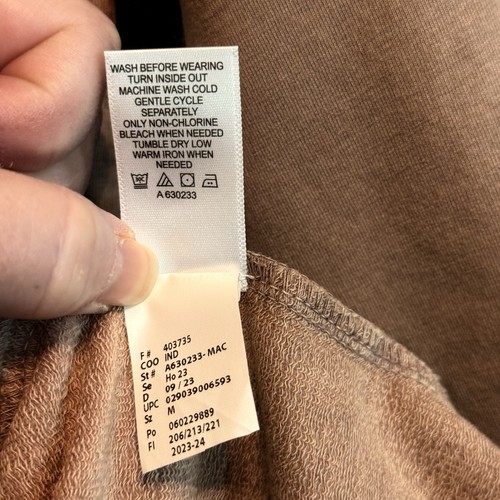 WASH BEFORE WEARING
TURN INSIDE OUT
MACHINE WASH COLD
GENTLE CYCLE
SEPARATELY
ONLY NON-CHLORINE
BLEACH WHEN NEEDED
TUMBLE DRY LOW
WARM IRON WHEN
NEEDED
A 630233
F # 403735
COO IND
St # A630233-MAC
Se Ho 23
D 09 / 23
UPC 029039006593
Sz M
Po 060229889
Fl 206/213/221
2023-24